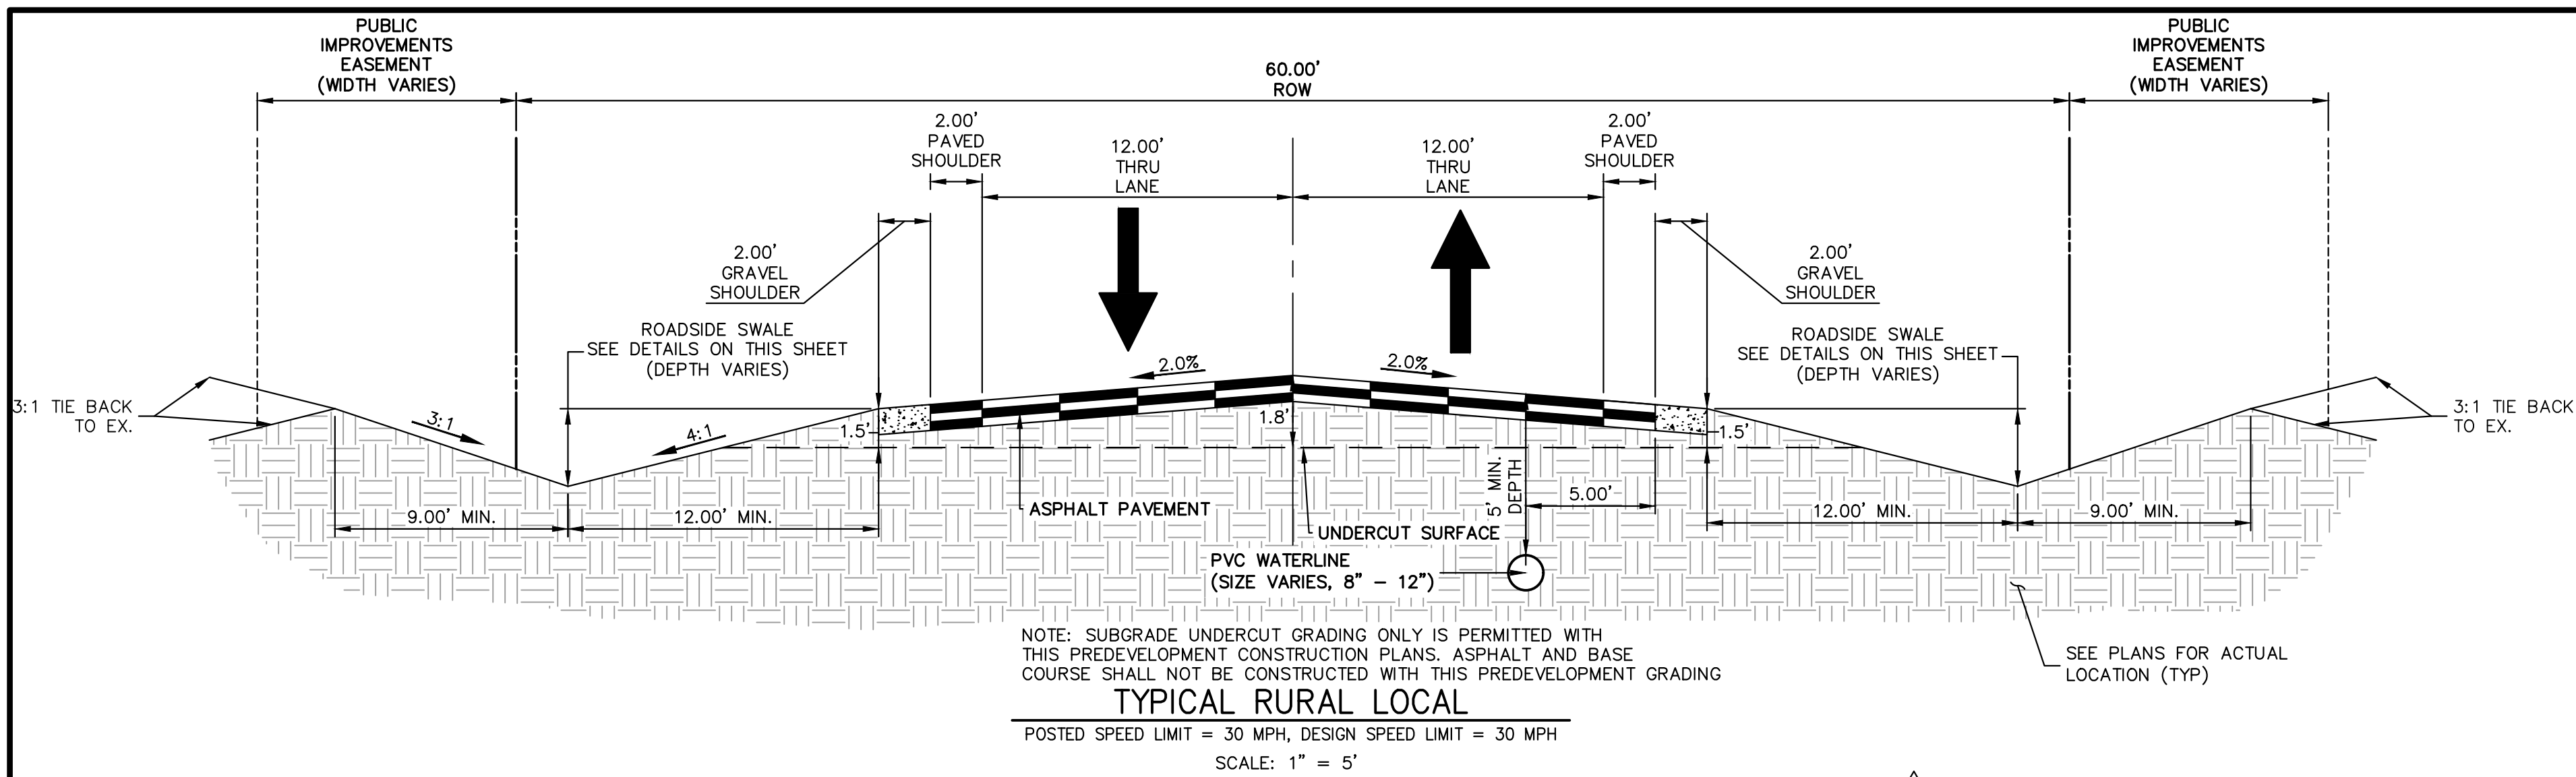 PUBLIC
IMPROVEMENTS
EASEMENT
(WIDTH VARIES)
60.00'
ROW
PUBLIC
IMPROVEMENTS
EASEMENT
(WIDTH VARIES)
2.00'
PAVED
SHOULDER
12.00'
THRU
LANE
12.00'
THRU
LANE
2.00'
PAVED
SHOULDER
2.00'
GRAVEL
SHOULDER
2.00'
GRAVEL
SHOULDER
ROADSIDE SWALE
SEE DETAILS ON THIS SHEET
(DEPTH VARIES)
ROADSIDE SWALE
SEE DETAILS ON THIS SHEET
(DEPTH VARIES)
2.0%
2.0%
3:1 TIE BACK
TO EX.
3:1
4:1
1.5'
1.8'
1.5'
3:1 TIE BACK
TO EX.
5' MIN.
DEPTH
5.00'
9.00' MIN.
12.00' MIN.
ASPHALT PAVEMENT
12.00' MIN.
9.00' MIN.
UNDERCUT SURFACE
PVC WATERLINE
(SIZE VARIES, 8" – 12")
NOTE: SUBGRADE UNDERCUT GRADING ONLY IS PERMITTED WITH
THIS PREDEVELOPMENT CONSTRUCTION PLANS. ASPHALT AND BASE
COURSE SHALL NOT BE CONSTRUCTED WITH THIS PREDEVELOPMENT GRADING
SEE PLANS FOR ACTUAL
LOCATION (TYP)
TYPICAL RURAL LOCAL
POSTED SPEED LIMIT = 30 MPH, DESIGN SPEED LIMIT = 30 MPH
SCALE: 1" = 5'